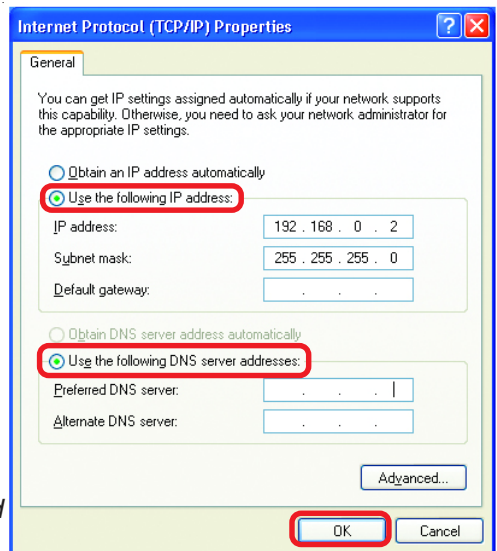 Internet Protocol (TCP/IP) Properties
General
You can get IP settings assigned automatically if your network supports
this capability. Otherwise, you need to ask your network administrator for
the appropriate IP settings.
Obtain an IP address automatically
Use the following IP address:
IP address: 192 . 168 . 0 . 2
Subnet mask: 255 . 255 . 255 . 0
Default gateway: . . .
Obtain DNS server address automatically
Use the following DNS server addresses:
Preferred DNS server: . . .
Alternate DNS server: . . .
Advanced...
OK Cancel